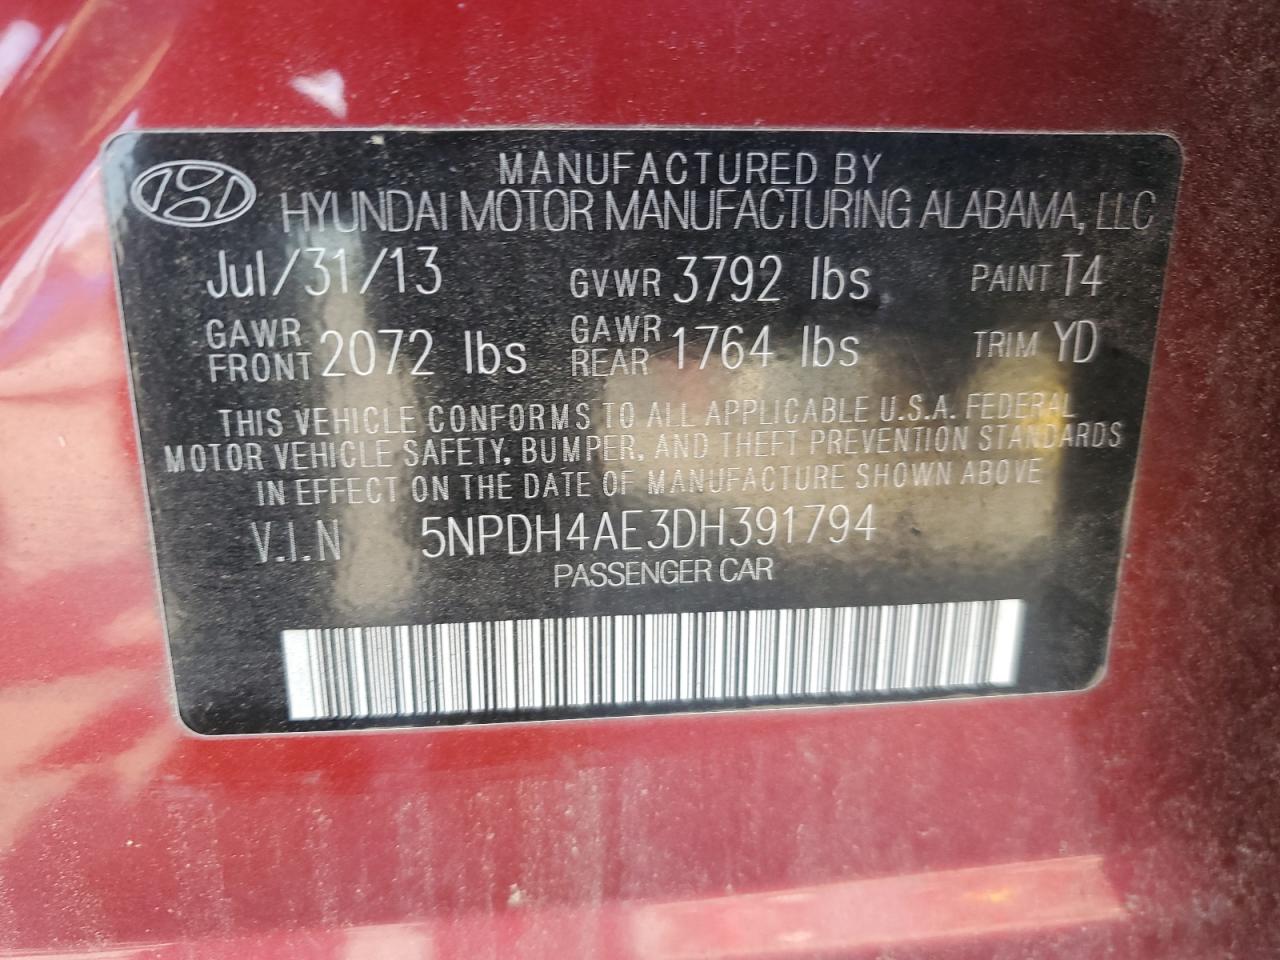 MANUFACTURED BY
HYUNDAI MOTOR MANUFACTURING ALABAMA, LLC
Jul/31/13 GVWR 3792 lbs PAINT T4
GAWR FRONT 2072 lbs GAWR REAR 1764 lbs TRIM YD
THIS VEHICLE CONFORMS TO ALL APPLICABLE U.S.A. FEDERAL
MOTOR VEHICLE SAFETY, BUMPER, AND THEFT PREVENTION STANDARDS
IN EFFECT ON THE DATE OF MANUFACTURE SHOWN ABOVE
V.I.N 5NPDH4AE3DH391794
PASSENGER CAR